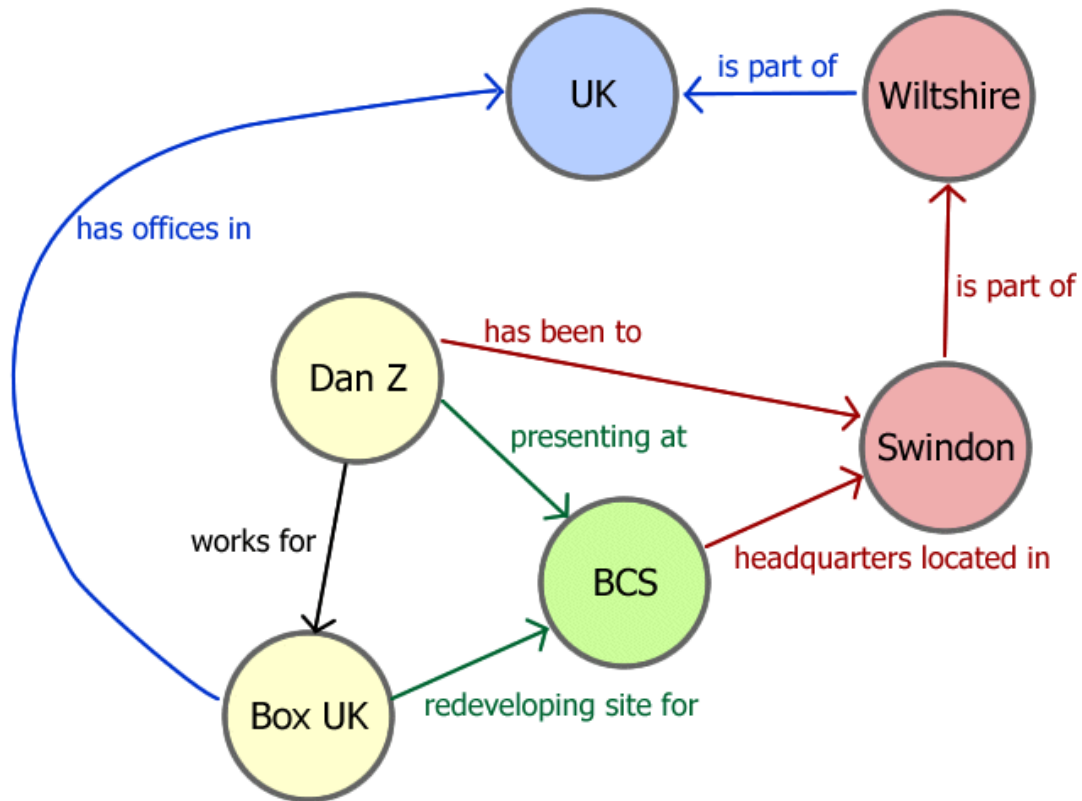 UK
is part of
Wiltshire
has offices in
is part of
has been to
Dan Z
presenting at
Swindon
works for
BCS
headquarters located in
Box UK
redeveloping site for